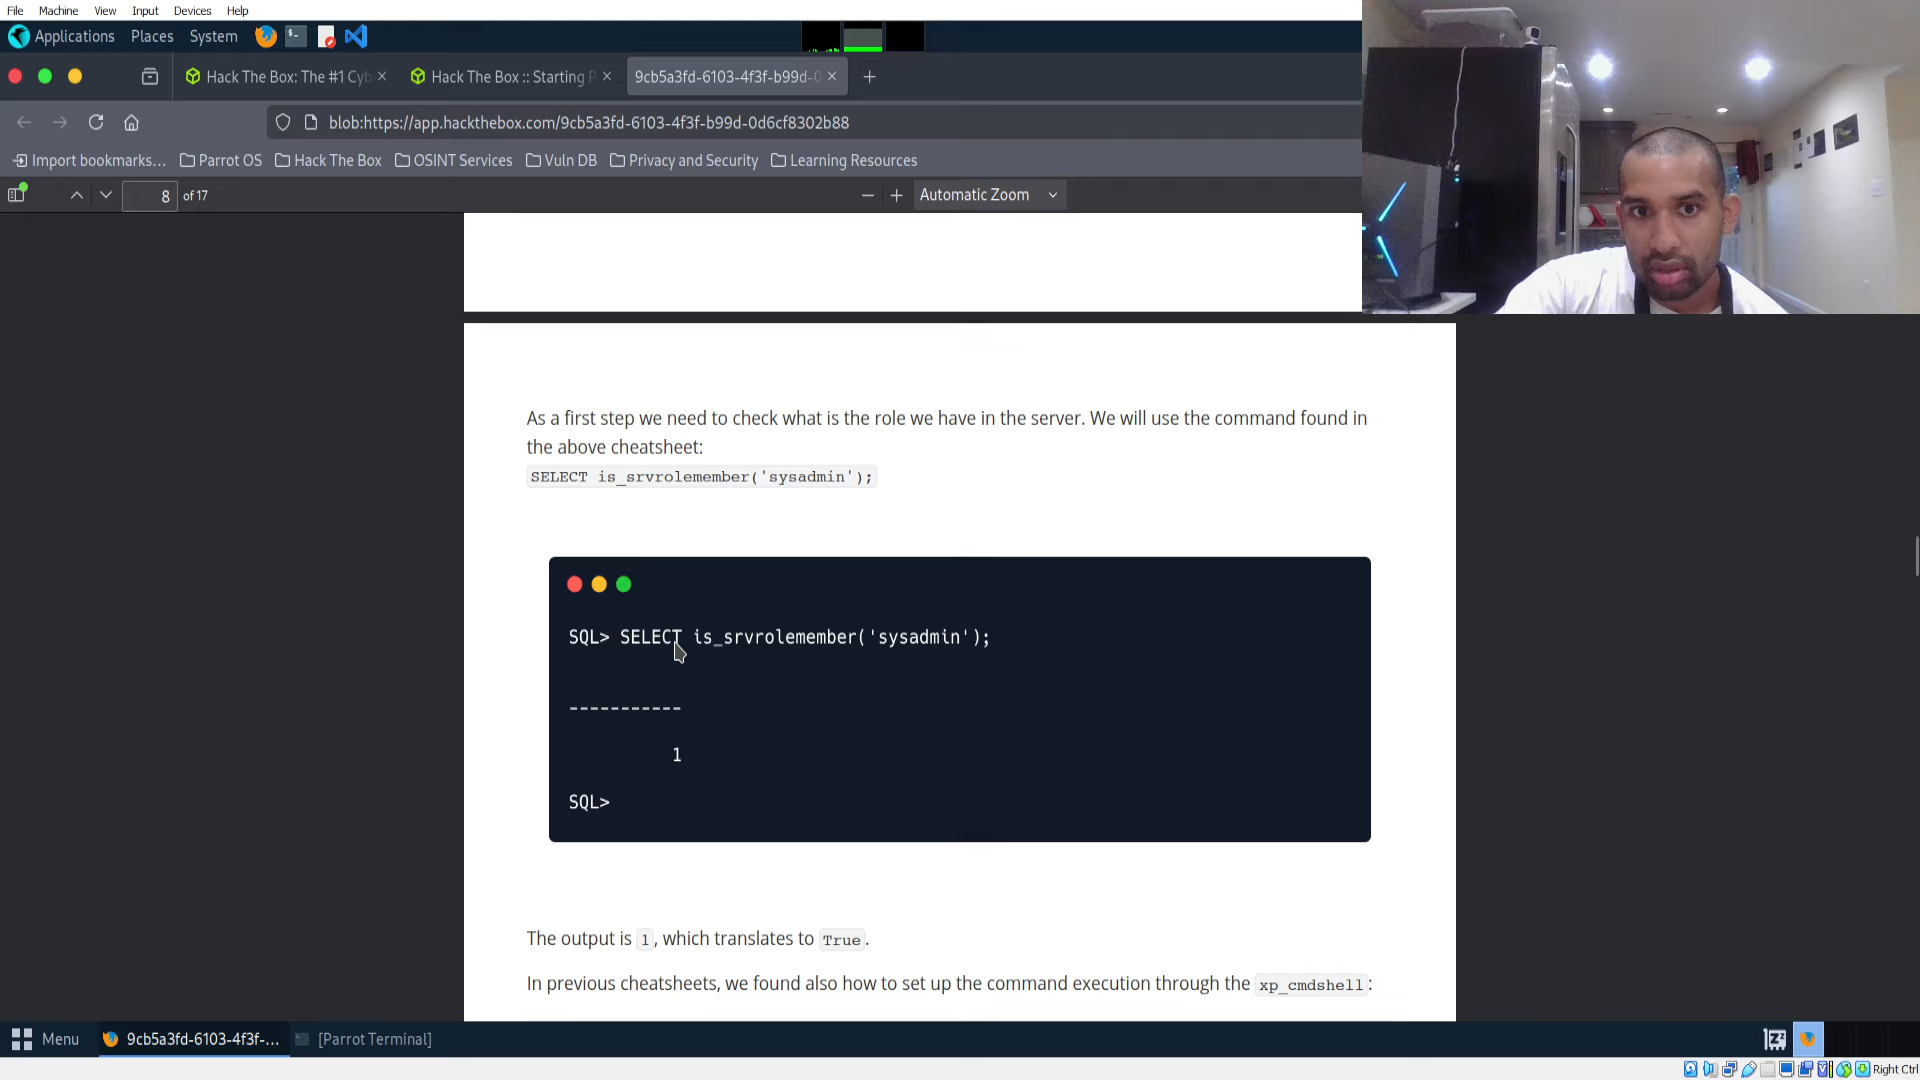 File Machine View Input Devices Help
Applications Places System
Hack The Box: The #1 Cyb
Hack The Box :: Starting P
9cb5a3fd-6103-4f3f-b99d-0
blob:https://app.hackthebox.com/9cb5a3fd-6103-4f3f-b99d-0d6cf8302b88
Import bookmarks... Parrot OS Hack The Box OSINT Services Vuln DB Privacy and Security Learning Resources
8 of 17 Automatic Zoom
As a first step we need to check what is the role we have in the server. We will use the command found in
the above cheatsheet:
SELECT is_srvrolemember('sysadmin');
SQL> SELECT is_srvrolemember('sysadmin');
-----------
1
SQL>
The output is 1, which translates to True.
In previous cheatsheets, we found also how to set up the command execution through the xp_cmdshell:
Menu 9cb5a3fd-6103-4f3f-... [Parrot Terminal]
Right Ctrl